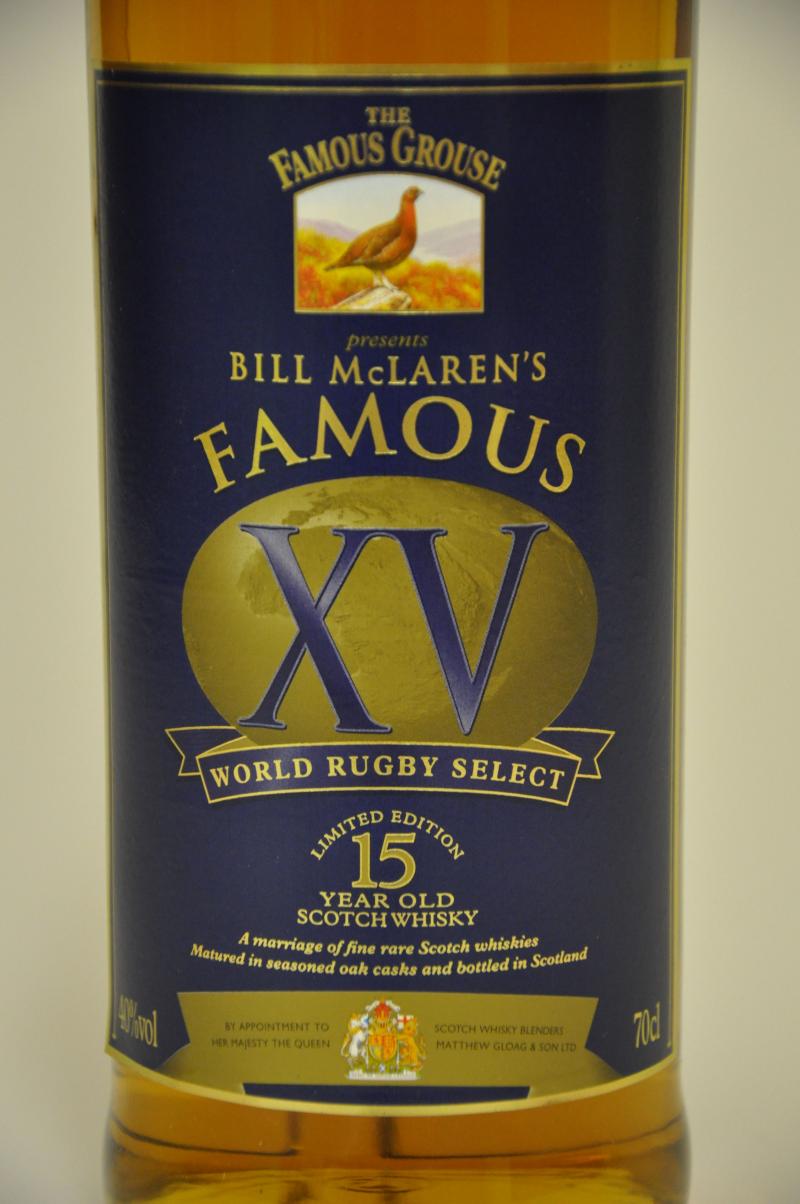 THE
FAMOUS GROUSE
presents
BILL McLAREN'S
FAMOUS
XV
WORLD RUGBY SELECT
LIMITED EDITION
15
YEAR OLD
SCOTCH WHISKY
A marriage of fine rare Scotch whiskies
Matured in seasoned oak casks and bottled in Scotland
40%vol
BY APPOINTMENT TO
HER MAJESTY THE QUEEN
SCOTCH WHISKY BLENDERS
MATTHEW GLOAG & SON LTD
70cl